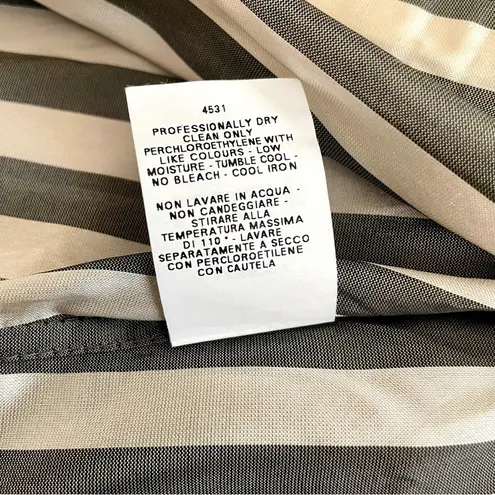 4531
PROFESSIONALLY DRY
CLEAN ONLY
PERCHLOROETHYLENE WITH
LIKE COLOURS - LOW
MOISTURE - TUMBLE COOL -
NO BLEACH - COOL IRON
NON LAVARE IN ACQUA -
NON CANDEGGIARE -
STIRARE ALLA
TEMPERATURA MASSIMA
DI 110° - LAVARE
SEPARATAMENTE A SECCO
CON PERCLOROETILENE
CON CAUTELA